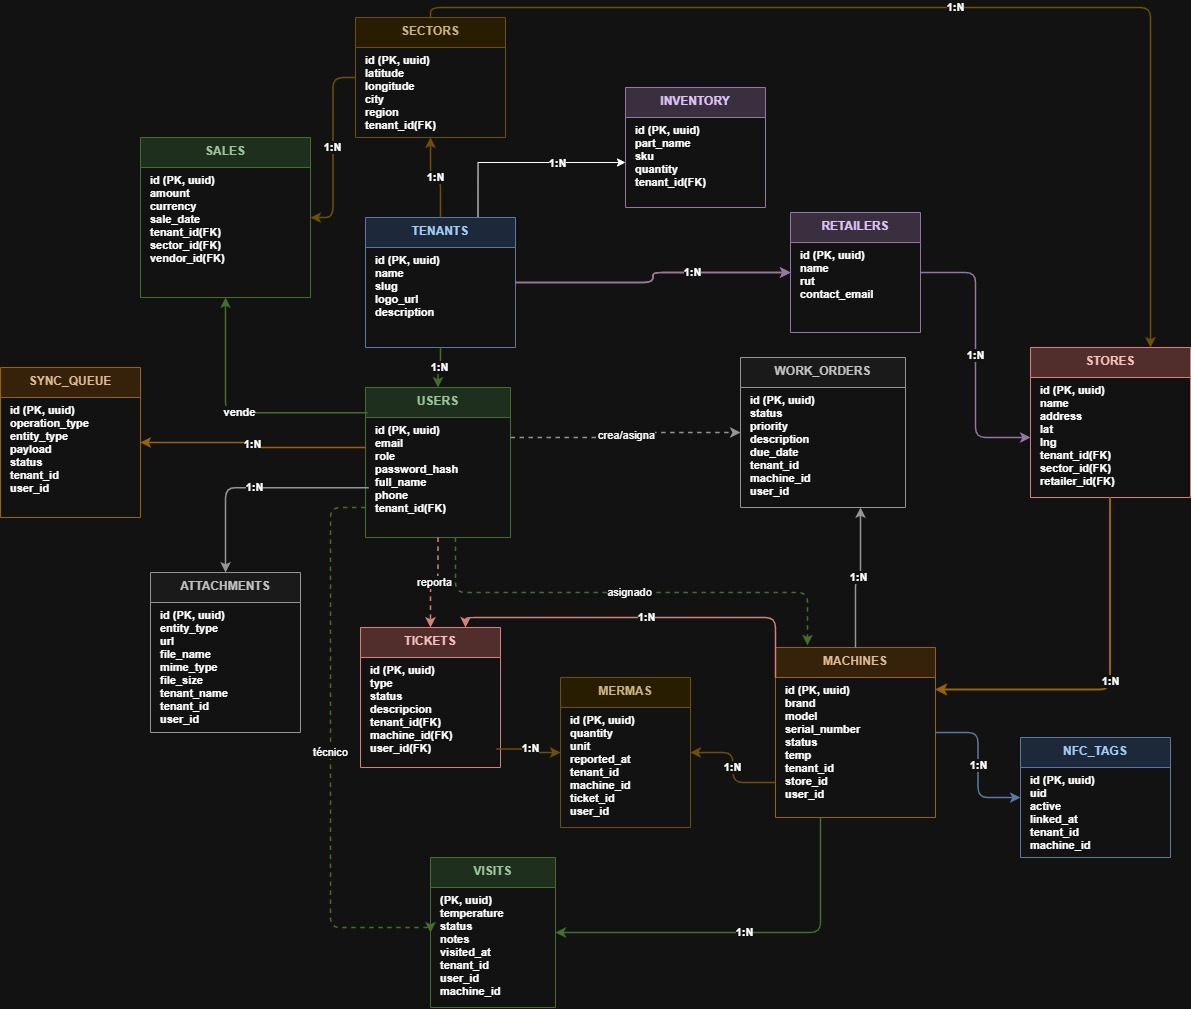 1:N
SECTORS
id (PK, uuid)
latitude
longitude
city
region
tenant_id(FK)
1:N
1:N
INVENTORY
id (PK, uuid)
part_name
sku
quantity
tenant_id(FK)
1:N
SALES
id (PK, uuid)
amount
currency
sale_date
tenant_id(FK)
sector_id(FK)
vendor_id(FK)
TENANTS
id (PK, uuid)
name
slug
logo_url
description
1:N
RETAILERS
id (PK, uuid)
name
rut
contact_email
1:N
1:N
STORES
id (PK, uuid)
name
address
lat
lng
tenant_id(FK)
sector_id(FK)
retailer_id(FK)
SYNC_QUEUE
id (PK, uuid)
operation_type
entity_type
payload
status
tenant_id
user_id
vende
1:N
1:N
USERS
id (PK, uuid)
email
role
password_hash
full_name
phone
tenant_id(FK)
crea/asigna
WORK_ORDERS
id (PK, uuid)
status
priority
description
due_date
tenant_id
machine_id
user_id
1:N
ATTACHMENTS
id (PK, uuid)
entity_type
url
file_name
mime_type
file_size
tenant_name
tenant_id
user_id
reporta
asignado
1:N
TICKETS
id (PK, uuid)
type
status
descripcion
tenant_id(FK)
machine_id(FK)
user_id(FK)
técnico
1:N
MERMAS
id (PK, uuid)
quantity
unit
reported_at
tenant_id
machine_id
ticket_id
user_id
1:N
MACHINES
id (PK, uuid)
brand
model
serial_number
status
temp
tenant_id
store_id
user_id
1:N
1:N
NFC_TAGS
id (PK, uuid)
uid
active
linked_at
tenant_id
machine_id
VISITS
(PK, uuid)
temperature
status
notes
visited_at
tenant_id
user_id
machine_id
1:N